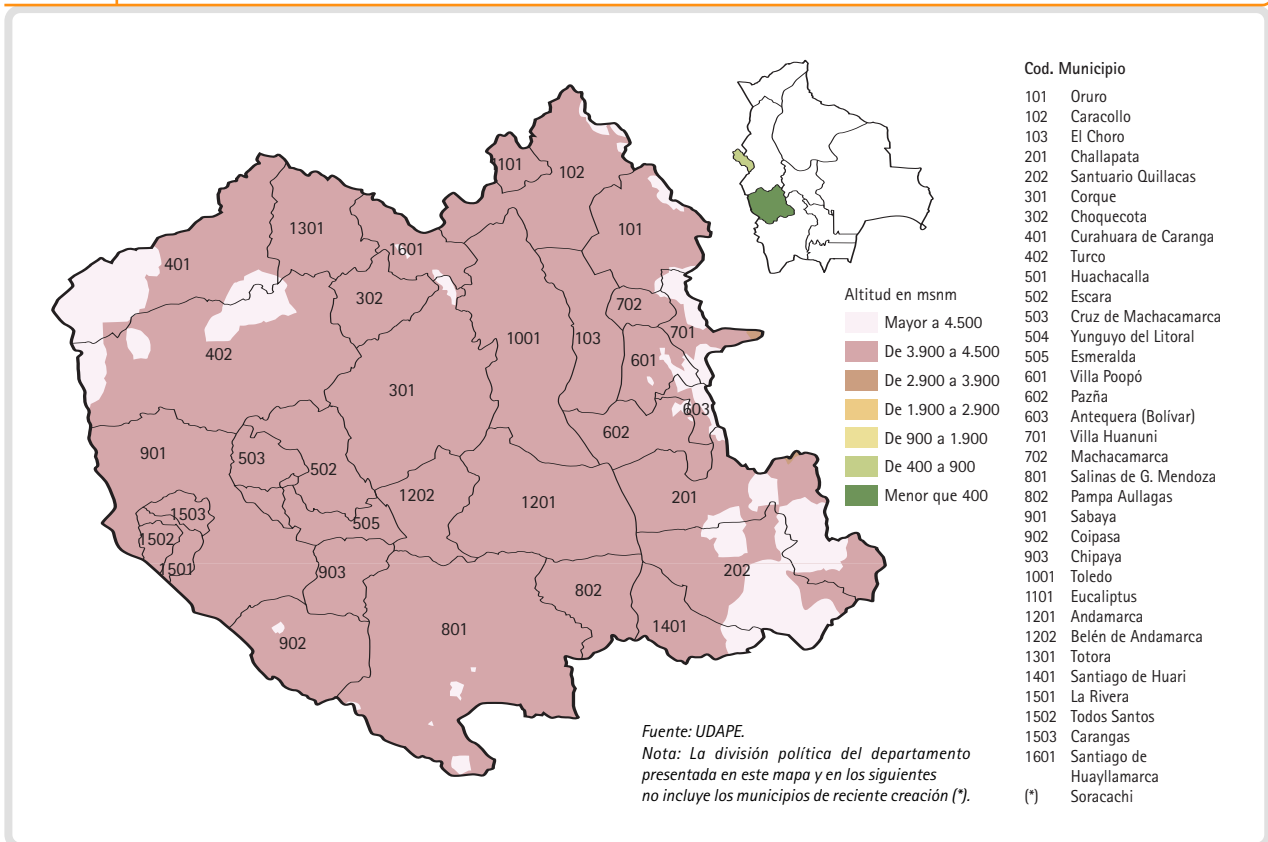 101
102
1301
101
1601
401
302
702
701
1001
103
402
601
301
603
602
901
503
502
1202
1201
201
1503
505
1502
1501
903
202
802
801
1401
902
Altitud en msnm
Mayor a 4.500
De 3.900 a 4.500
De 2.900 a 3.900
De 1.900 a 2.900
De 900 a 1.900
De 400 a 900
Menor que 400
Fuente: UDAPE.
Nota: La división política del departamento
presentada en este mapa y en los siguientes
no incluye los municipios de reciente creación (*).
Cod. Municipio
101 Oruro
102 Caracollo
103 El Choro
201 Challapata
202 Santuario Quillacas
301 Corque
302 Choquecota
401 Curahuara de Caranga
402 Turco
501 Huachacalla
502 Escara
503 Cruz de Machacamarca
504 Yunguyo del Litoral
505 Esmeralda
601 Villa Poopó
602 Pazña
603 Antequera (Bolívar)
701 Villa Huanuni
702 Machacamarca
801 Salinas de G. Mendoza
802 Pampa Aullagas
901 Sabaya
902 Coipasa
903 Chipaya
1001 Toledo
1101 Eucaliptus
1201 Andamarca
1202 Belén de Andamarca
1301 Totora
1401 Santiago de Huari
1501 La Rivera
1502 Todos Santos
1503 Carangas
1601 Santiago de
Huayllamarca
(*) Soracachi